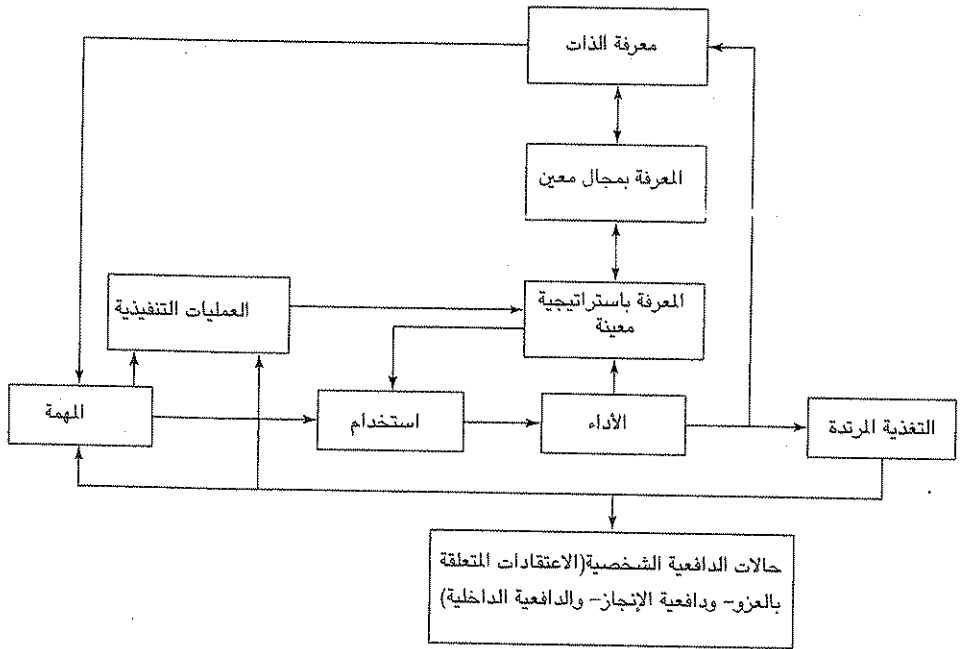 معرفة الذات
المعرفة بمجال معين
المعرفة باستراتيجية
معينة
العمليات التنفيذية
المهمة
استخدام
الأداء
التغذية المرتدة
حالات الدافعية الشخصية(الاعتقادات المتعلقة
بالعزو- ودافعية الإنجاز- والدافعية الداخلية)